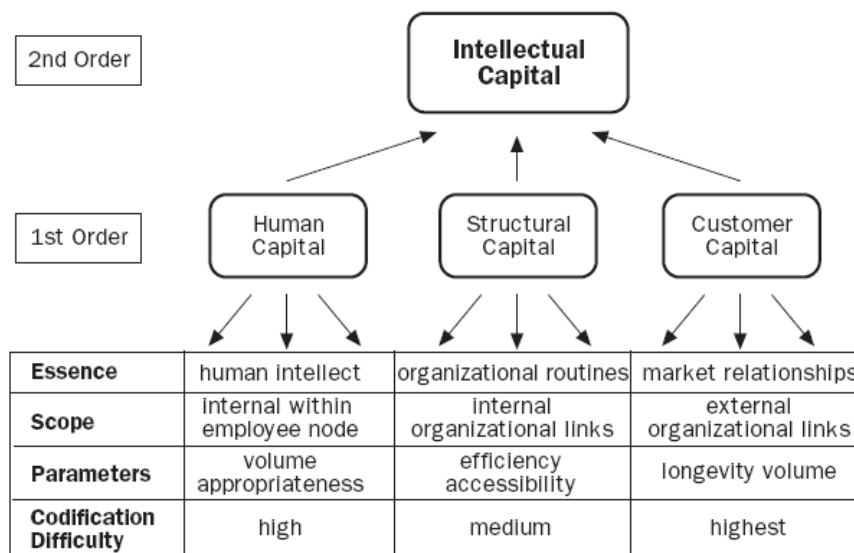 2nd Order
Intellectual
Capital
1st Order
Human
Capital
Structural
Capital
Customer
Capital
Essence
human intellect
organizational routines
market relationships
Scope
internal within
employee node
internal
organizational links
external
organizational links
Parameters
volume
appropriateness
efficiency
accessibility
longevity volume
Codification
Difficulty
high
medium
highest